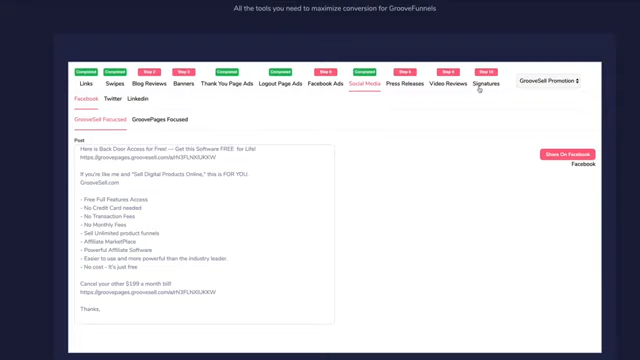 All the tools you need to maximize conversion for GrooveFunnels
Completed Completed Step 2 Step 3 Completed Completed Step 6 Completed Step 8 Step 9 Step 10
Links Swipes Blog Reviews Banners Thank You Page Ads Logout Page Ads Facebook Ads Social Media Press Releases Video Reviews Signatures
GrooveSell Promotion
Facebook Twitter Linkedin
GrooveSell Fucucsed GroovePages Focused
Post
Here is Back Door Access for Free! — Get this Software FREE for Life!
https://groovepages.groovesell.com/a/rN3FLNXlUKKW
If you're like me and "Sell Digital Products Online," this is FOR YOU.
GrooveSell.com
- Free Full Features Access
- No Credit Card needed
- No Transaction Fees
- No Monthly Fees
- Sell Unlimited product funnels
- Affiliate MarketPlace
- Powerful Affiliate Software
- Easier to use and more powerful than the industry leader.
- No cost - It's just free
Cancel your other $199 a month bill!
https://groovepages.groovesell.com/a/rN3FLNXlUKKW
Thanks,
Share On Facebook
Facebook